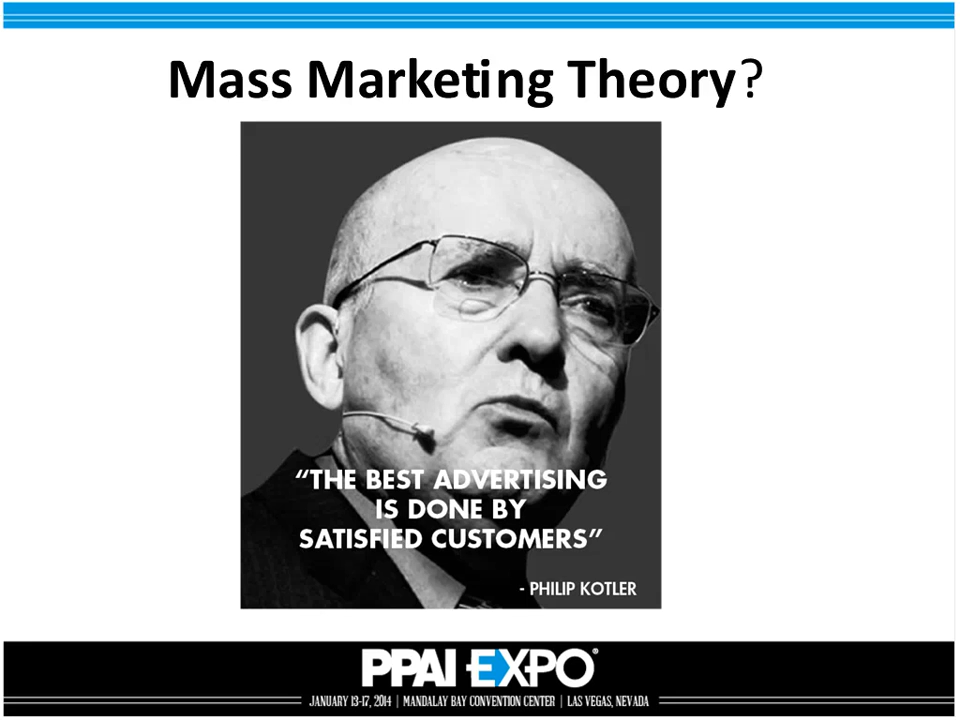 Mass Marketing Theory?
“THE BEST ADVERTISING
IS DONE BY
SATISFIED CUSTOMERS”
- PHILIP KOTLER
PPAI EXPO®
JANUARY 13-17, 2014 | MANDALAY BAY CONVENTION CENTER | LAS VEGAS, NEVADA